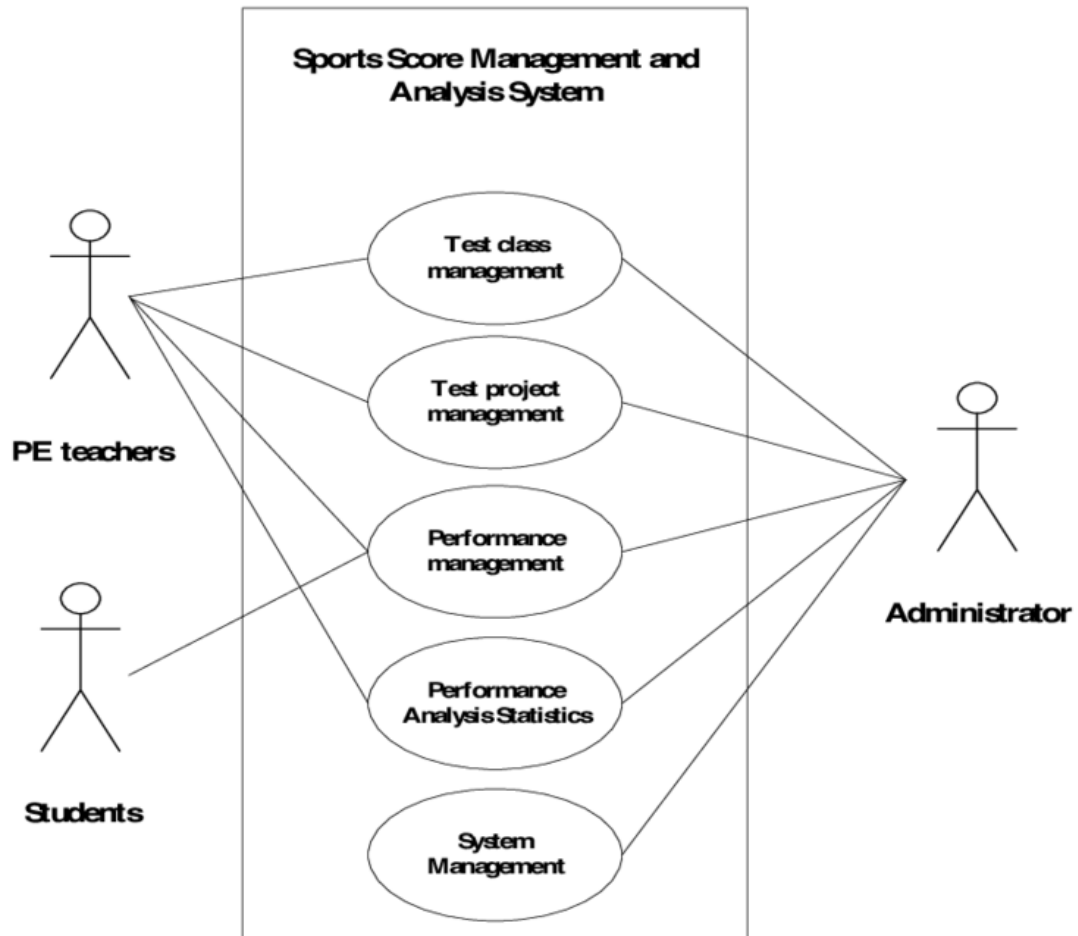 Sports Score Management and
Analysis System
Test class
management
Test project
management
PE teachers
Performance
management
Administrator
Performance
Analysis Statistics
Students
System
Management